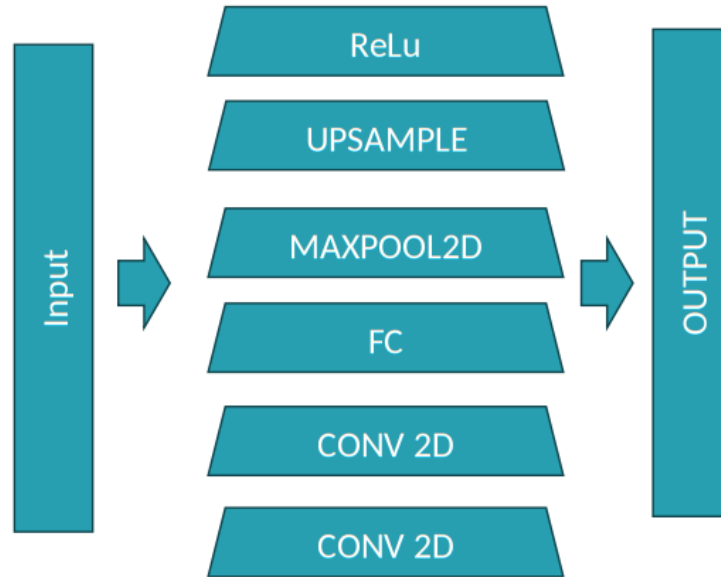 Input
ReLu
UPSAMPLE
MAXPOOL2D
FC
CONV 2D
CONV 2D
OUTPUT